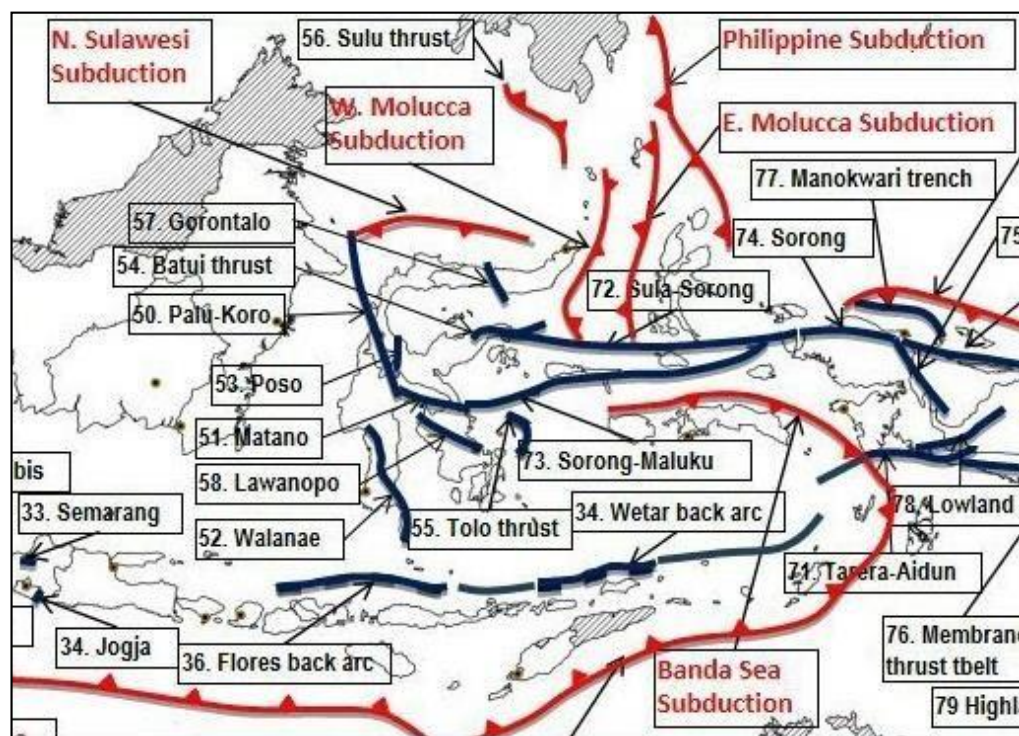 N. Sulawesi
Subduction
56. Sulu thrust
Philippine Subduction
W. Molucca
Subduction
E. Molucca Subduction
77. Manokwari trench
57. Gorontalo
74. Sorong
75
54. Batui thrust
72. Sula-Sorong
50. Palu-Koro
53. Poso
51. Matano
73. Sorong-Maluku
bis
58. Lawanopo
78. Lowland
33. Semarang
55. Tolo thrust
34. Wetar back arc
52. Walanae
71. Tarera-Aidun
34. Jogja
36. Flores back arc
76. Membran
thrust tbelt
Banda Sea
Subduction
79 Highl